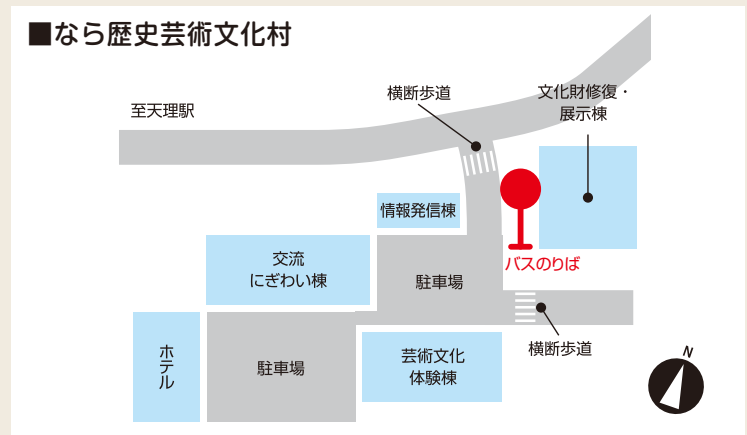 ■なら歴史芸術文化村
至天理駅
横断歩道
文化財修復・
展示棟
情報発信棟
交流
にぎわい棟
駐車場
バスのりば
横断歩道
ホテル
駐車場
芸術文化
体験棟
N